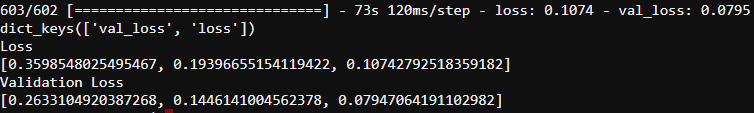 603/602 [==============================] - 73s 120ms/step - loss: 0.1074 - val_loss: 0.0795
dict_keys(['val_loss', 'loss'])
Loss
[0.3598548025495467, 0.19396655154119422, 0.10742792518359182]
Validation Loss
[0.2633104920387268, 0.1446141004562378, 0.07947064191102982]